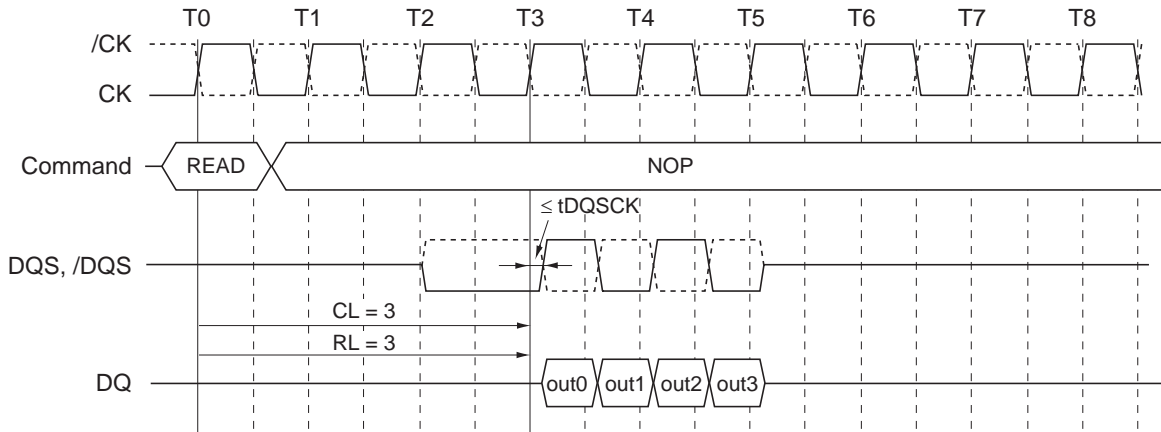 T0 T1 T2 T3 T4 T5 T6 T7 T8
/CK
CK
Command READ NOP
≤ tDQSCK
DQS, /DQS
CL = 3
RL = 3
DQ out0 out1 out2 out3